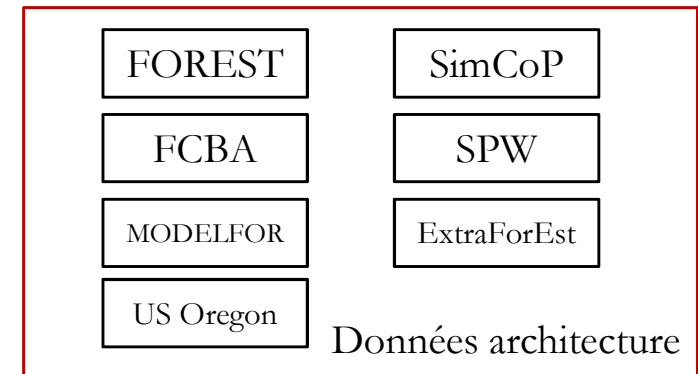 FOREST
SimCoP
FCBA
SPW
MODELFOR
ExtraForEst
US Oregon
Données architecture